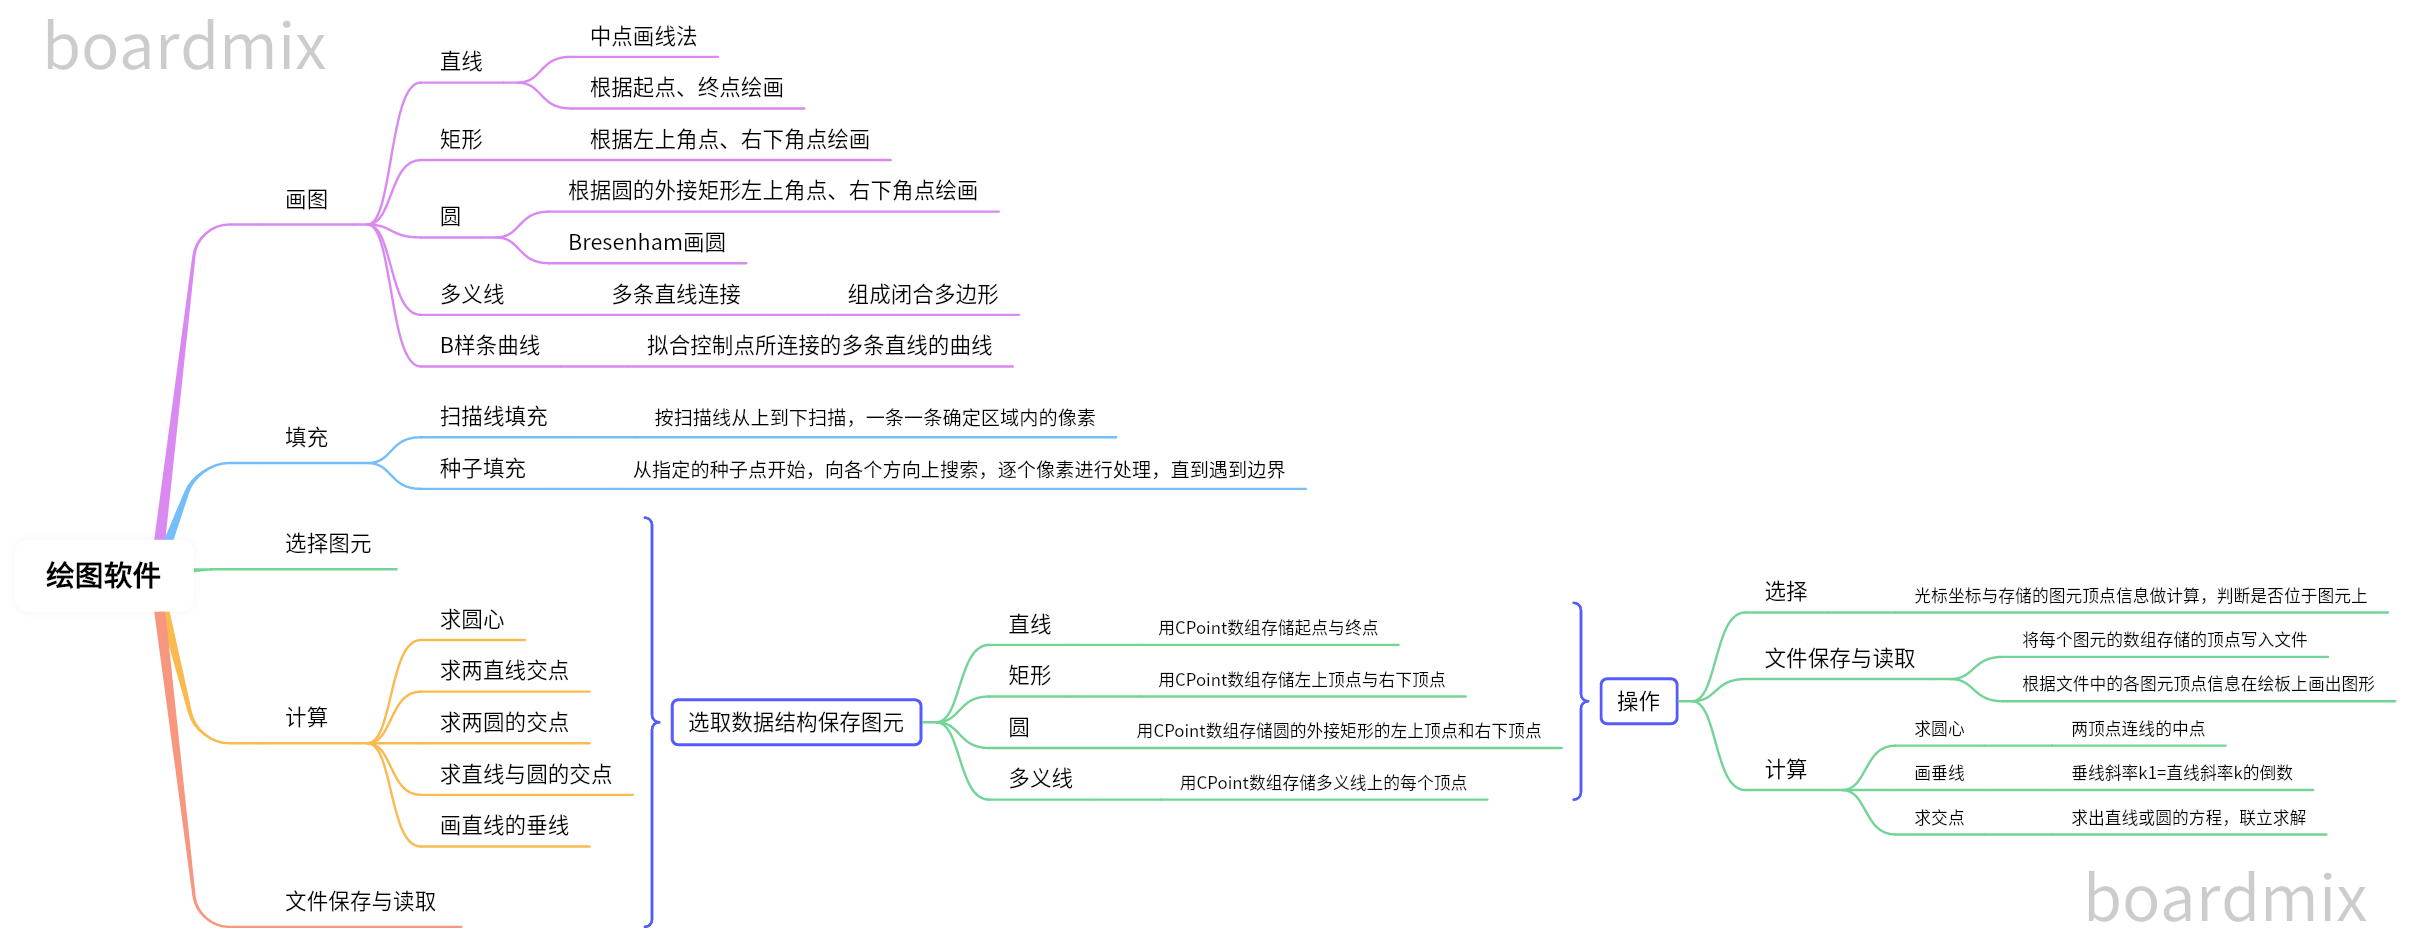 boardmix
绘图软件
画图
直线
中点画线法
根据起点、终点绘画
矩形
根据左上角点、右下角点绘画
圆
根据圆的外接矩形左上角点、右下角点绘画
Bresenham画圆
多义线
多条直线连接
组成闭合多边形
B样条曲线
拟合控制点所连接的多条直线的曲线
填充
扫描线填充
按扫描线从上到下扫描，一条一条确定区域内的像素
种子填充
从指定的种子点开始，向各个方向上搜索，逐个像素进行处理，直到遇到边界
选择图元
计算
求圆心
求两直线交点
求两圆的交点
求直线与圆的交点
画直线的垂线
文件保存与读取
选取数据结构保存图元
直线
用CPoint数组存储起点与终点
矩形
用CPoint数组存储左上顶点与右下顶点
圆
用CPoint数组存储圆的外接矩形的左上顶点和右下顶点
多义线
用CPoint数组存储多义线上的每个顶点
操作
选择
光标坐标与存储的图元顶点信息做计算，判断是否位于图元上
文件保存与读取
将每个图元的数组存储的顶点写入文件
根据文件中的各图元顶点信息在绘板上画出图形
计算
求圆心
两顶点连线的中点
画垂线
垂线斜率k1=直线斜率k的倒数
求交点
求出直线或圆的方程，联立求解
boardmix